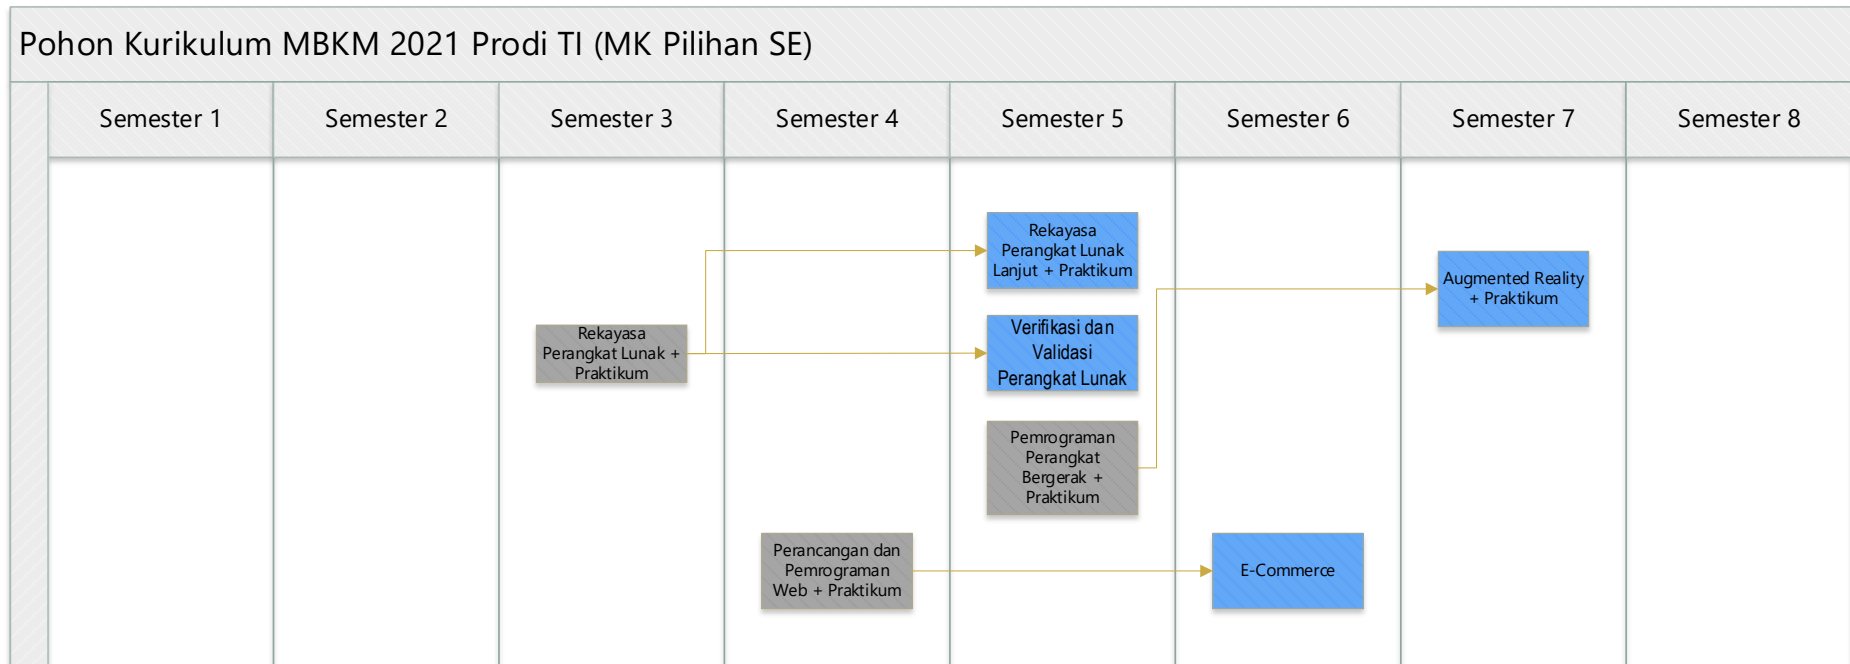 Pohon Kurikulum MBKM 2021 Prodi TI (MK Pilihan SE)
Semester 1
Semester 2
Semester 3
Semester 4
Semester 5
Semester 6
Semester 7
Semester 8
Rekayasa
Perangkat Lunak +
Praktikum
Perancangan dan
Pemrograman
Web + Praktikum
Rekayasa
Perangkat Lunak
Lanjut + Praktikum
Verifikasi dan
Validasi
Perangkat Lunak
Pemrograman
Perangkat
Bergerak +
Praktikum
E-Commerce
Augmented Reality
+ Praktikum